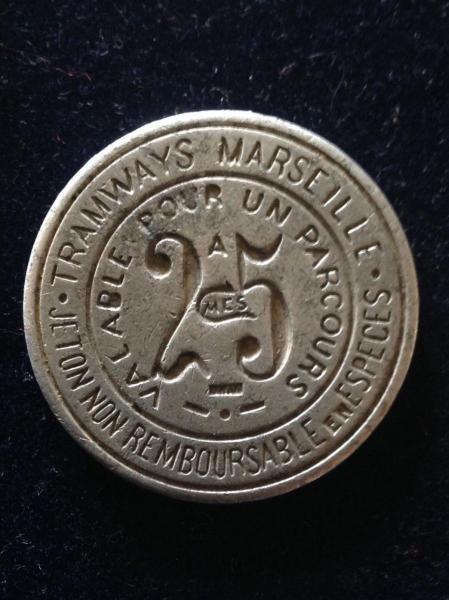 TRAMWAYS MARSEILLE
JETON NON REMBOURSABLE EN ESPECES
VALABLE POUR UN PARCOURS
A
25
MES